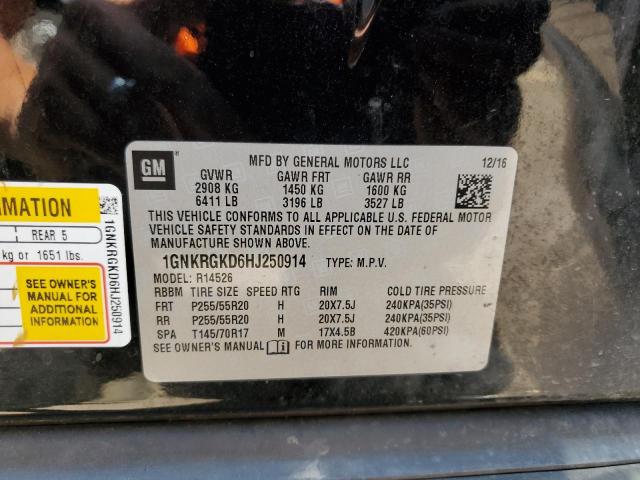 GM
MFD BY GENERAL MOTORS LLC 12/16
GVWR GAWR FRT GAWR RR
2908 KG 1450 KG 1600 KG
6411 LB 3196 LB 3527 LB
THIS VEHICLE CONFORMS TO ALL APPLICABLE U.S. FEDERAL MOTOR
VEHICLE SAFETY STANDARDS IN EFFECT ON THE DATE OF
MANUFACTURE SHOWN ABOVE.
1GNKRGKD6HJ250914 TYPE: M.P.V.
MODEL: R14526
RBBM TIRE SIZE SPEED RTG RIM COLD TIRE PRESSURE
FRT P255/55R20 H 20X7.5J 240KPA(35PSI)
RR P255/55R20 H 20X7.5J 240KPA(35PSI)
SPA T145/70R17 M 17X4.5B 420KPA(60PSI)
SEE OWNER'S MANUAL FOR MORE INFORMATION.
RMATION
REAR 5
kg or 1651 lbs.
SEE OWNER'S
MANUAL FOR
ADDITIONAL
INFORMATION
1GNKRGKD6HJ250914